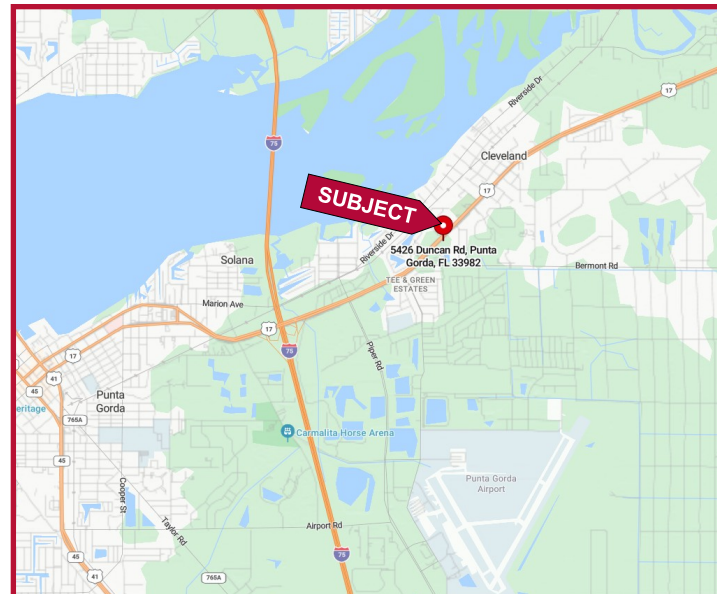 Riverside Dr
17
75
Cleveland
17
SUBJECT
5426 Duncan Rd, Punta
Gorda, FL 33982
Riverside Dr
Solana
Bermont Rd
TEE & GREEN
ESTATES
Marion Ave
17
75
17
41
45
Piper Rd
Punta
Gorda
eritage
765A
Carmalita Horse Arena
45
Cooper St
Taylor Rd
Punta Gorda
Airport
Airport Rd
75
45
41
765A